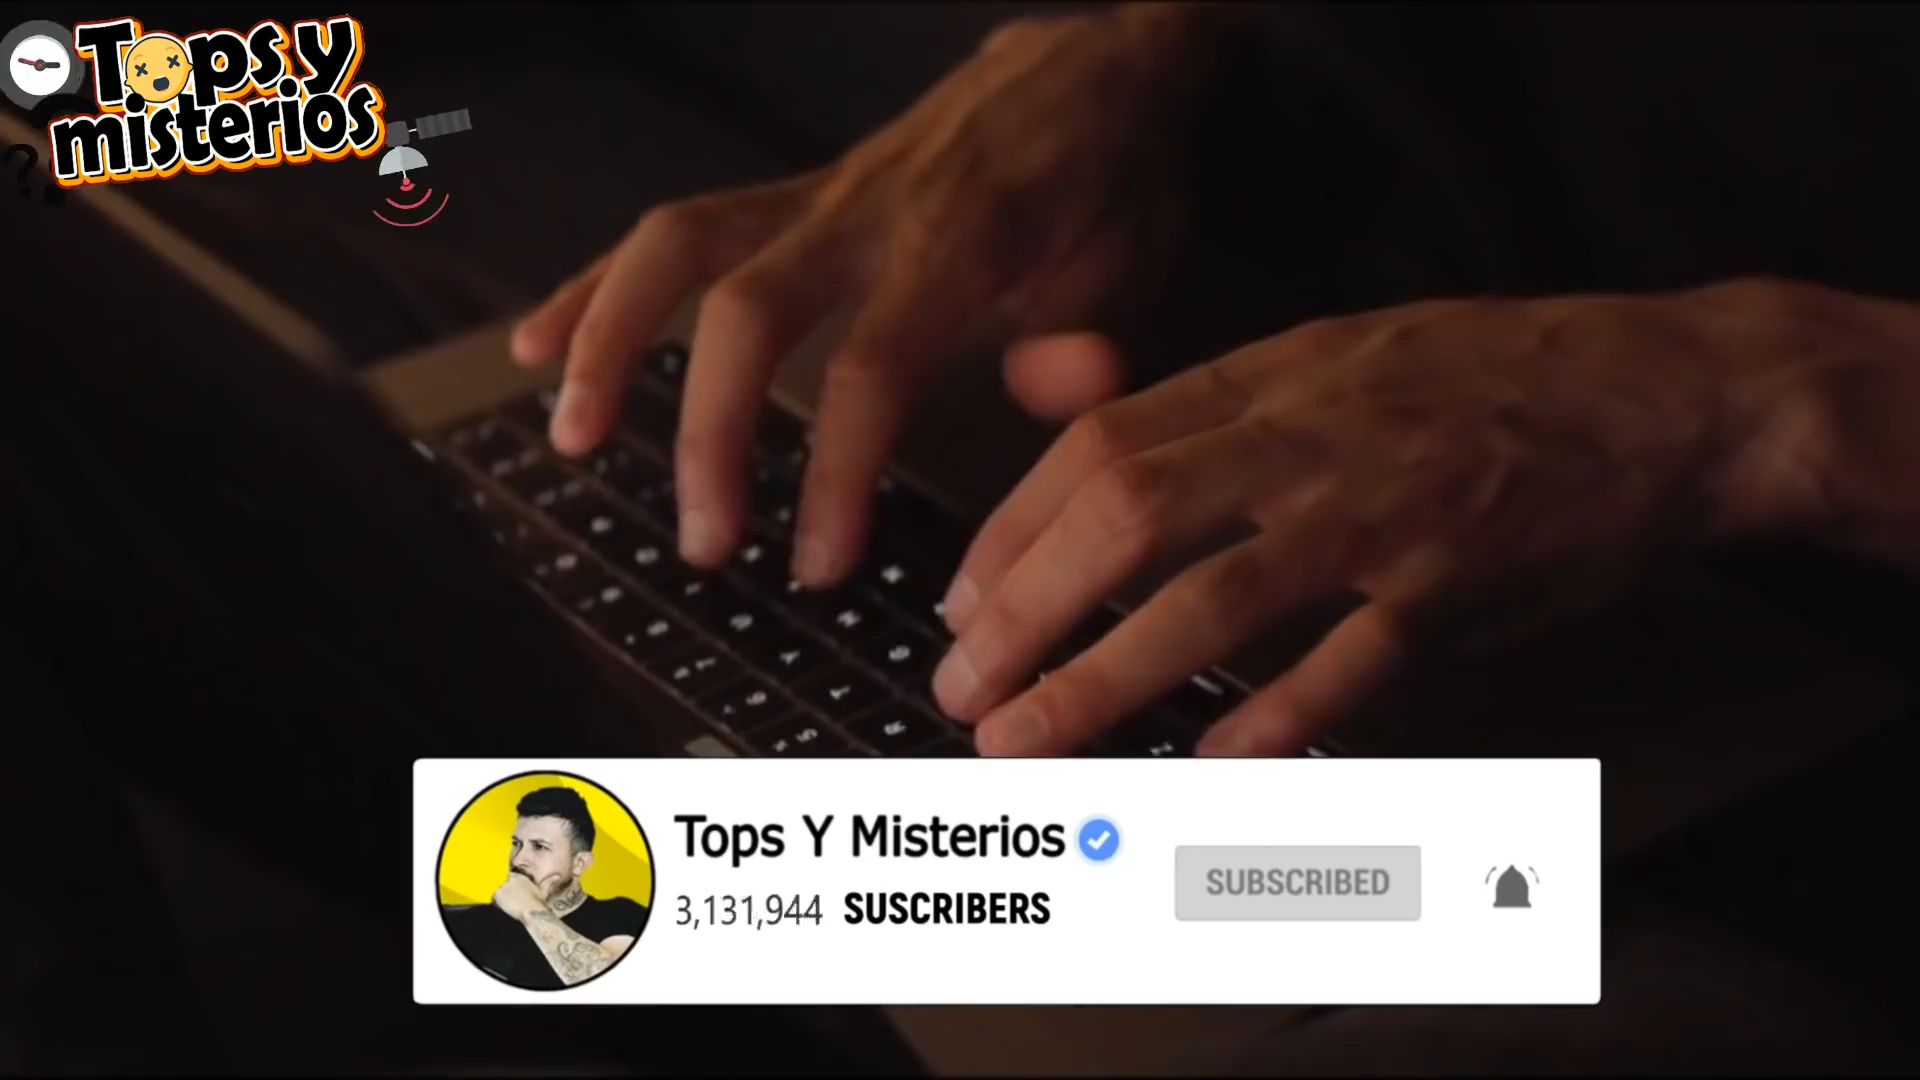 Tops y
misterios
Tops Y Misterios
3,131,944 SUSCRIBERS
SUBSCRIBED